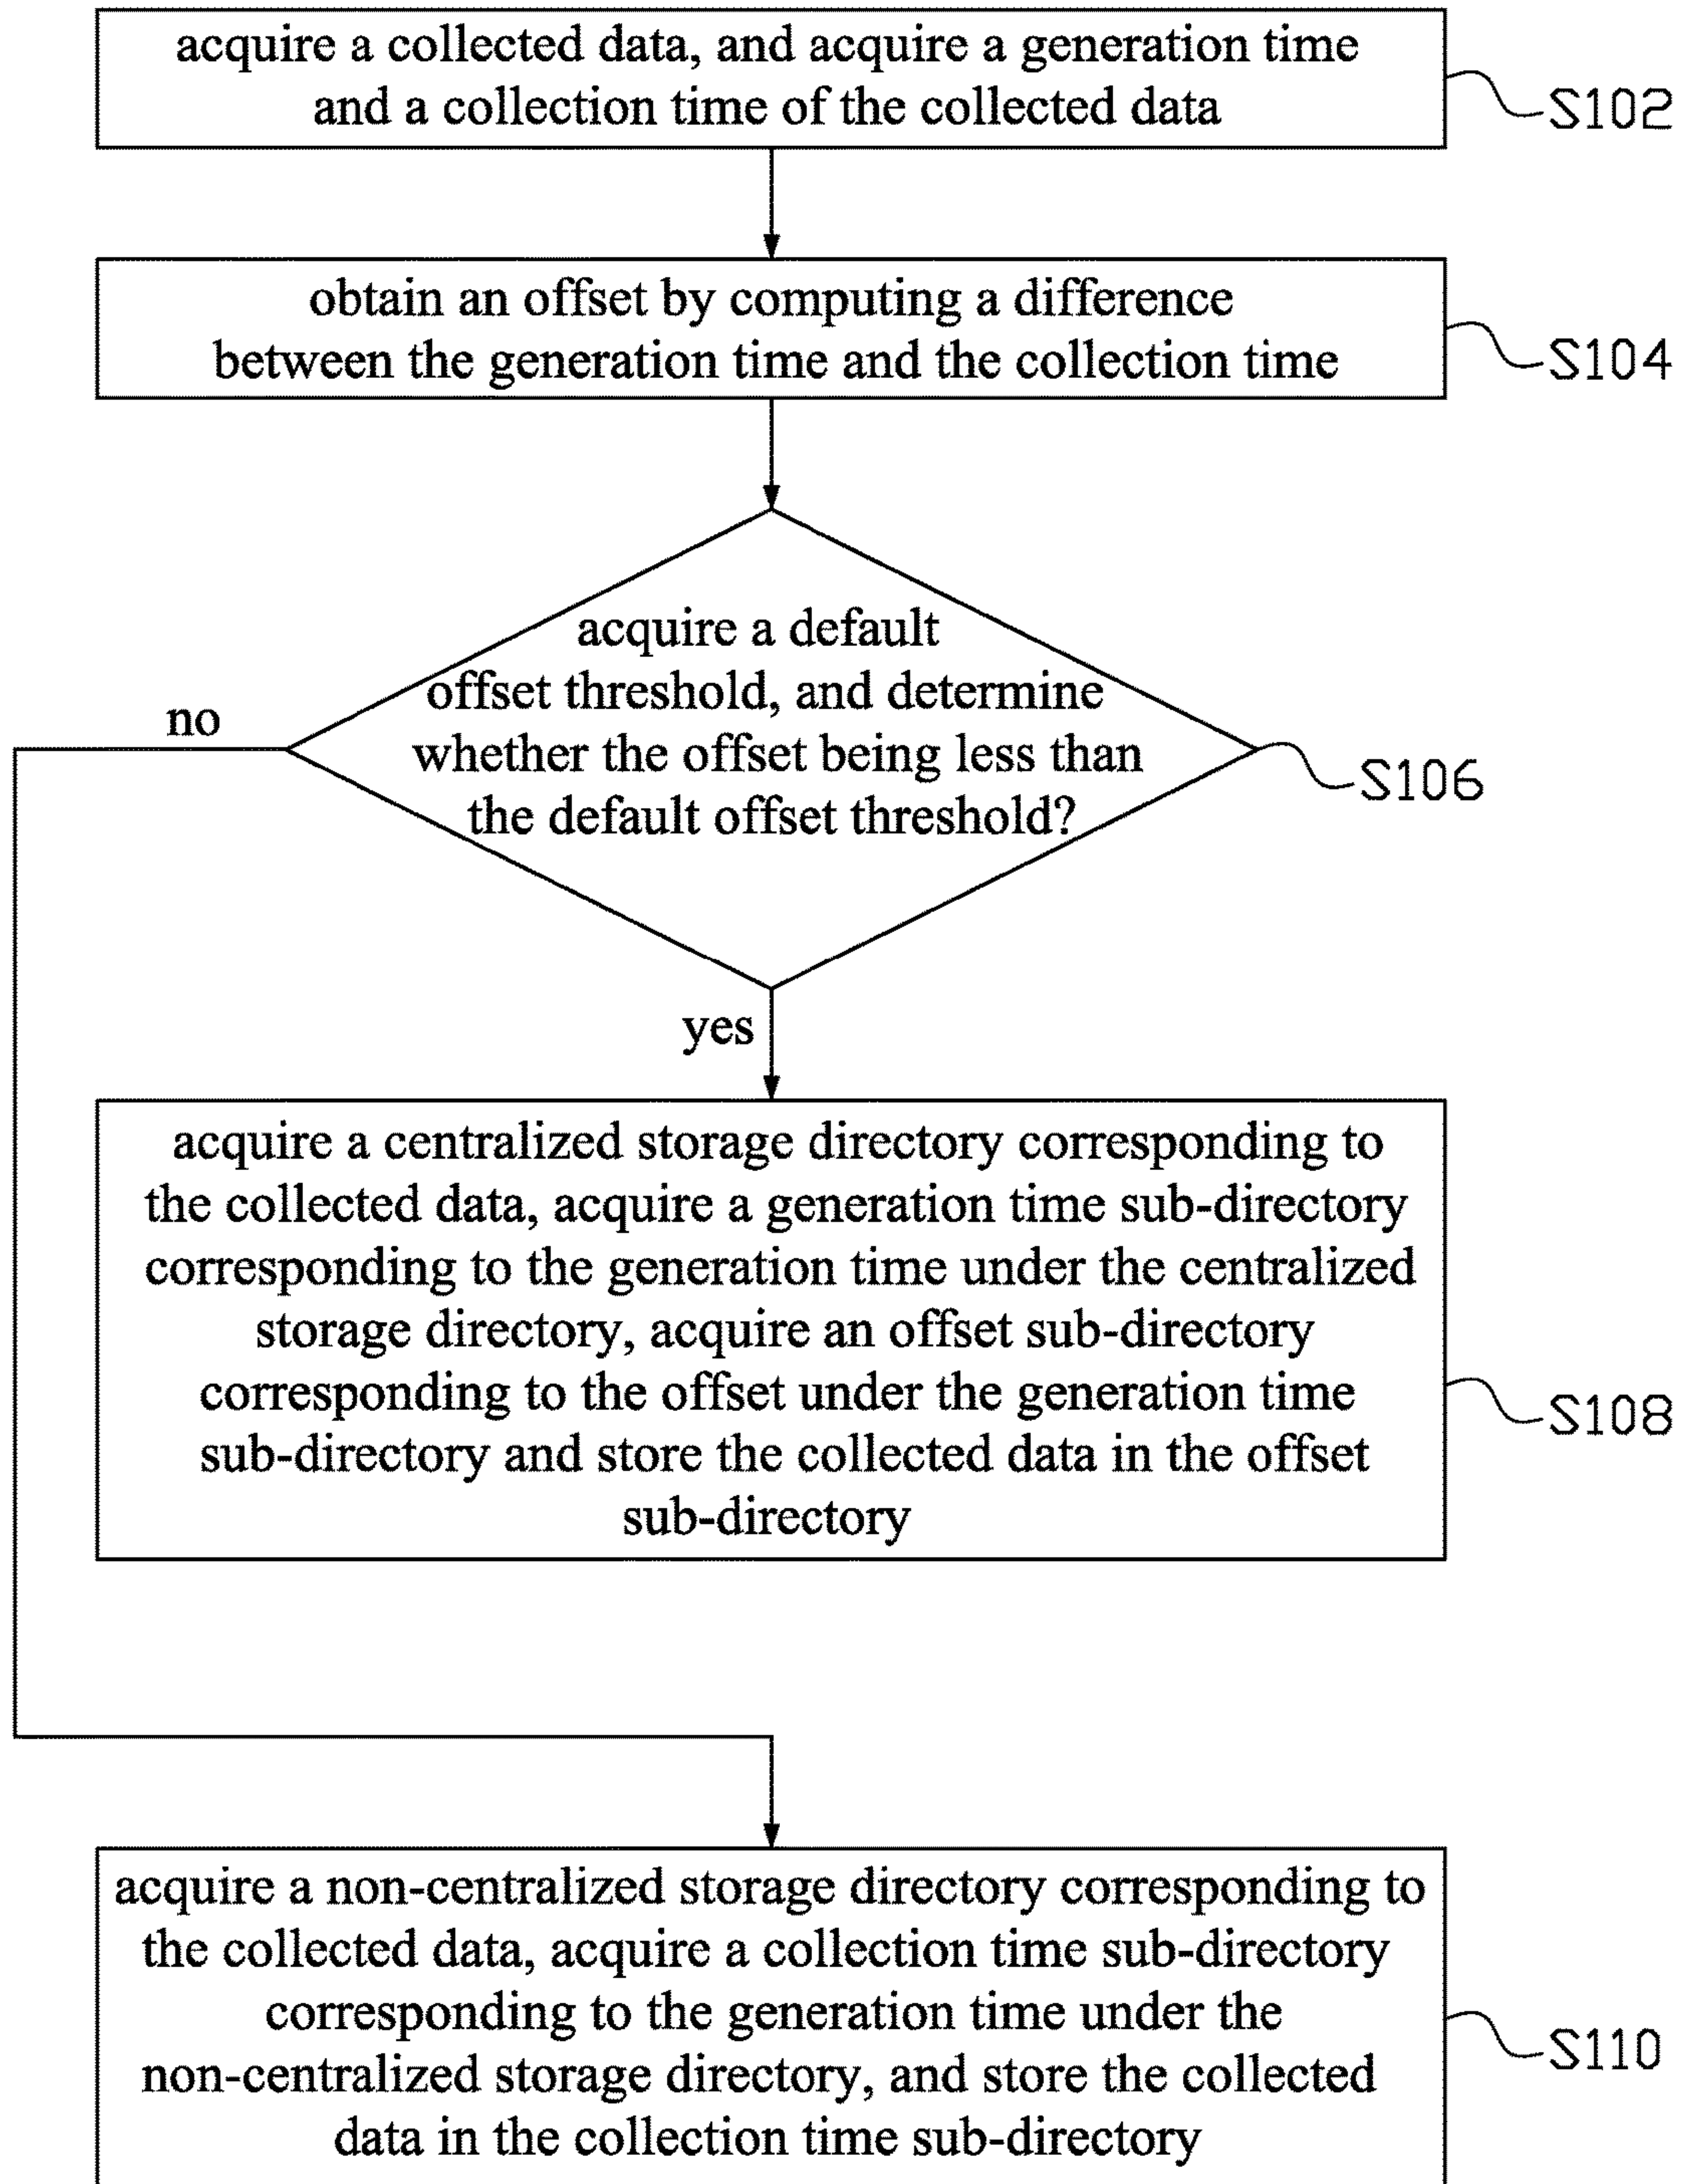 acquire a collected data, and acquire a generation time
and a collection time of the collected data
S102
obtain an offset by computing a difference
between the generation time and the collection time
S104
acquire a default
offset threshold, and determine
whether the offset being less than
the default offset threshold?
no
S106
yes
acquire a centralized storage directory corresponding to
the collected data, acquire a generation time sub-directory
corresponding to the generation time under the centralized
storage directory, acquire an offset sub-directory
corresponding to the offset under the generation time
sub-directory and store the collected data in the offset
sub-directory
S108
acquire a non-centralized storage directory corresponding to
the collected data, acquire a collection time sub-directory
corresponding to the generation time under the
non-centralized storage directory, and store the collected
data in the collection time sub-directory
S110